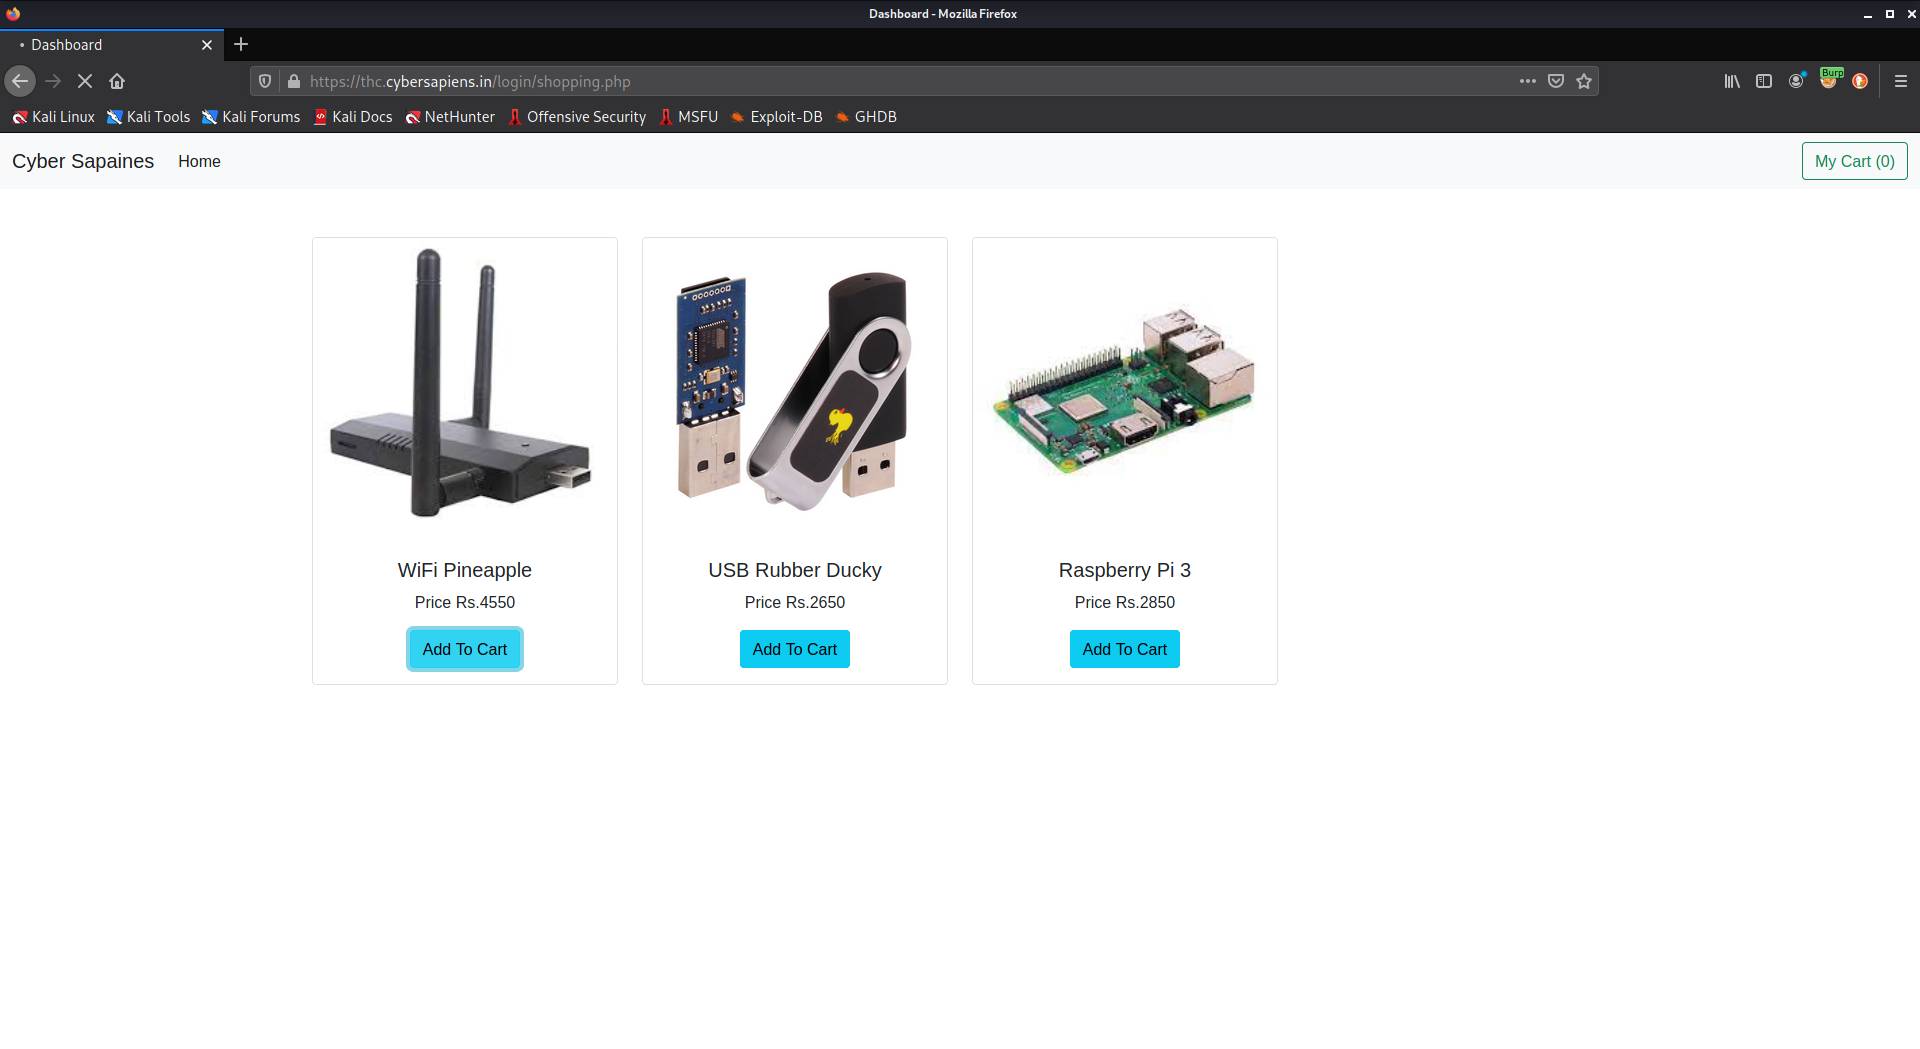 Dashboard - Mozilla Firefox
Dashboard
https://thc.cybersapiens.in/login/shopping.php
Burp
Kali Linux Kali Tools Kali Forums Kali Docs NetHunter Offensive Security MSFU Exploit-DB GHDB
Cyber Sapaines Home My Cart (0)
WiFi Pineapple
Price Rs.4550
Add To Cart
USB Rubber Ducky
Price Rs.2650
Add To Cart
Raspberry Pi 3
Price Rs.2850
Add To Cart